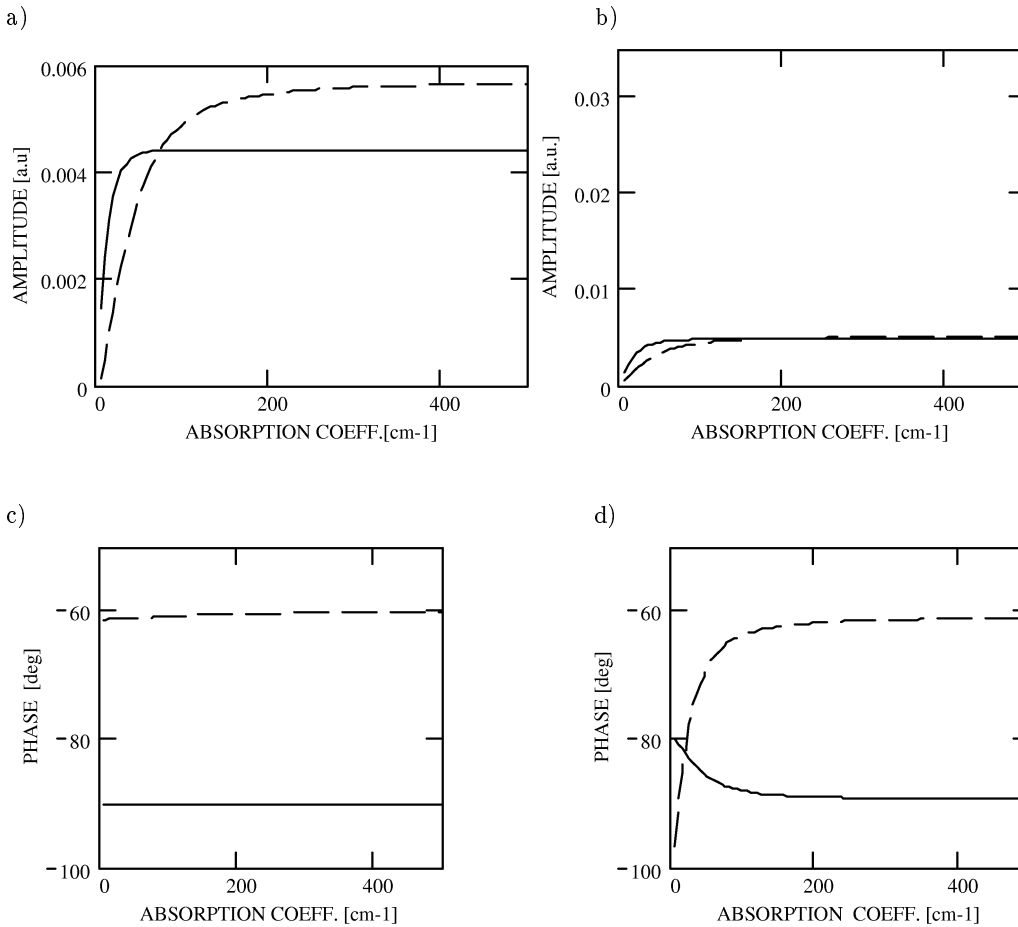 a)
0.006
0.004
0.002
0
0
200
400
AMPLITUDE [a.u]
ABSORPTION COEFF.[cm-1]
b)
0.03
0.02
0.01
0
0
200
400
AMPLITUDE [a.u.]
ABSORPTION COEFF. [cm-1]
c)
−60
−80
−100
0
200
400
PHASE [deg]
ABSORPTION COEFF. [cm-1]
d)
−60
−80
−100
0
200
400
PHASE [deg]
ABSORPTION COEFF. [cm-1]